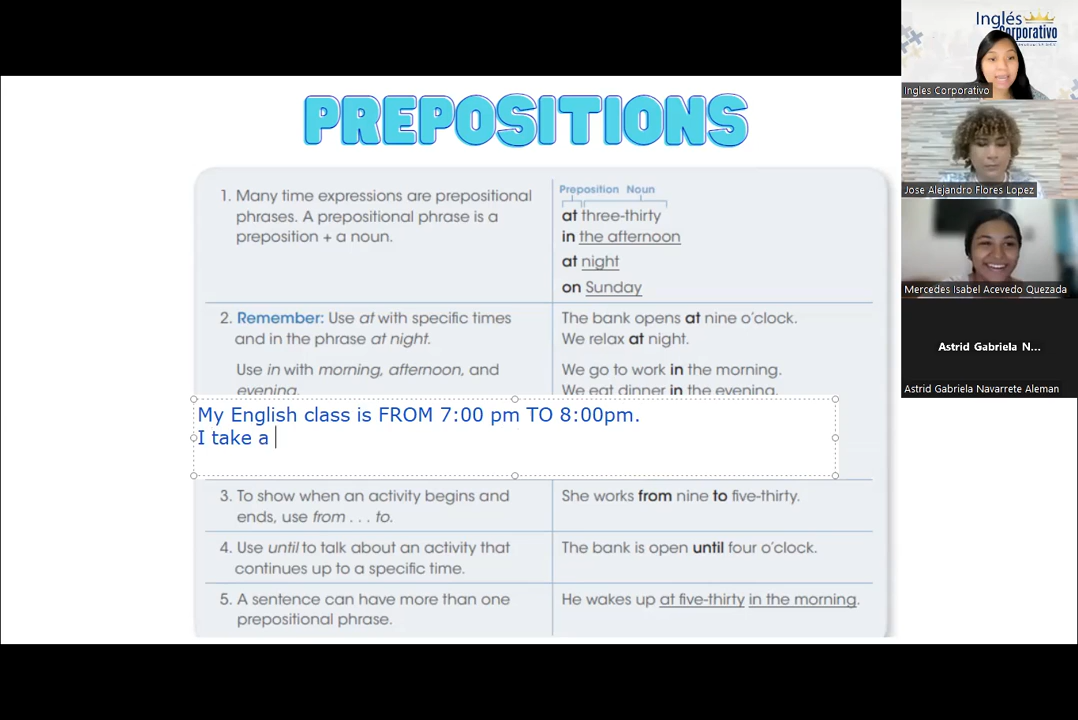 PREPOSITIONS
1. Many time expressions are prepositional
phrases. A prepositional phrase is a
preposition + a noun.
Preposition Noun
at three-thirty
in the afternoon
at night
on Sunday
2. Remember: Use at with specific times
and in the phrase at night.
Use in with morning, afternoon, and
evening.
The bank opens at nine o'clock.
We relax at night.
We go to work in the morning.
We eat dinner in the evening.
My English class is FROM 7:00 pm TO 8:00pm.
I take a
3. To show when an activity begins and
ends, use from . . . to.
She works from nine to five-thirty.
4. Use until to talk about an activity that
continues up to a specific time.
The bank is open until four o'clock.
5. A sentence can have more than one
prepositional phrase.
He wakes up at five-thirty in the morning.
Inglés
Corporativo
Ingles Corporativo
Jose Alejandro Flores Lopez
Mercedes Isabel Acevedo Quezada
Astrid Gabriela N...
Astrid Gabriela Navarrete Aleman